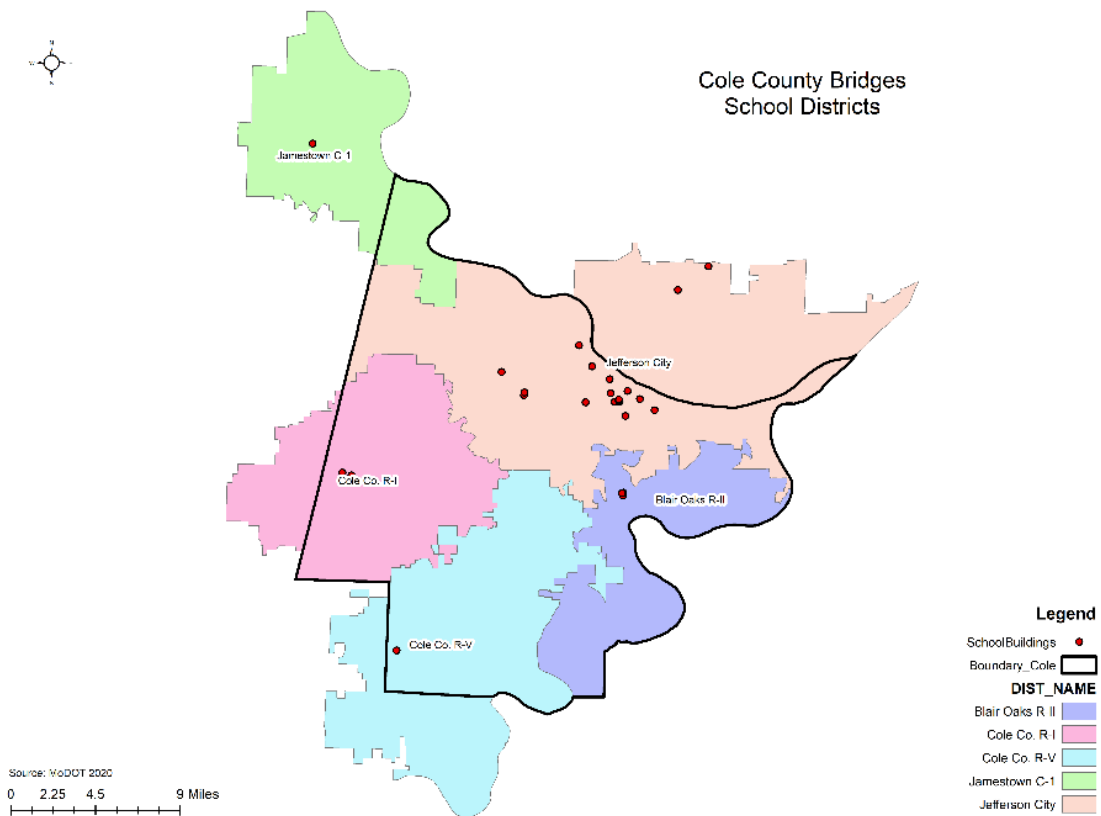 N
W
Cole County Bridges
School Districts
Jamestown C-1
Jefferson City
Cole Co. R-I
Blair Oaks R-II
Cole Co. R-V
Legend
SchoolBuildings
Boundary_Cole
DIST_NAME
Blair Oaks R-II
Cole Co. R-I
Cole Co. R-V
Jamestown C-1
Jefferson City
Source: MoDOT 2020
0 2.25 4.5 9 Miles